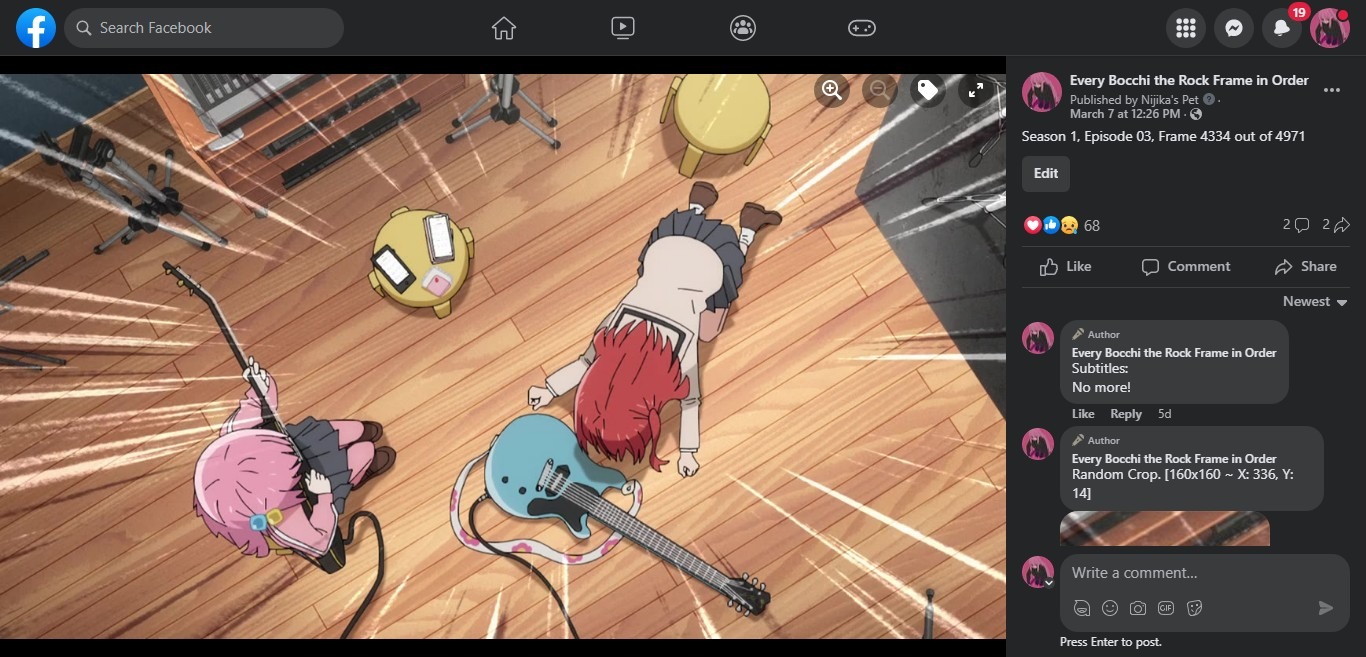 Search Facebook
19
Every Bocchi the Rock Frame in Order
Published by Nijika's Pet ·
March 7 at 12:26 PM ·
Season 1, Episode 03, Frame 4334 out of 4971
Edit
68
2
2
Like
Comment
Share
Newest
Author
Every Bocchi the Rock Frame in Order
Subtitles:
No more!
Like Reply 5d
Author
Every Bocchi the Rock Frame in Order
Random Crop. [160x160 ~ X: 336, Y:
14]
Write a comment...
GIF
Press Enter to post.